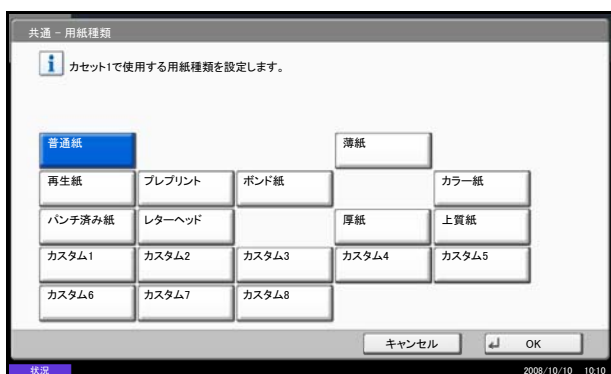 共通 - 用紙種類
カセット1で使用する用紙種類を設定します。
普通紙 薄紙
再生紙 プレプリント ボンド紙 カラー紙
パンチ済み紙 レターヘッド 厚紙 上質紙
カスタム1 カスタム2 カスタム3 カスタム4 カスタム5
カスタム6 カスタム7 カスタム8
キャンセル OK
状況 2008/10/10 10:10